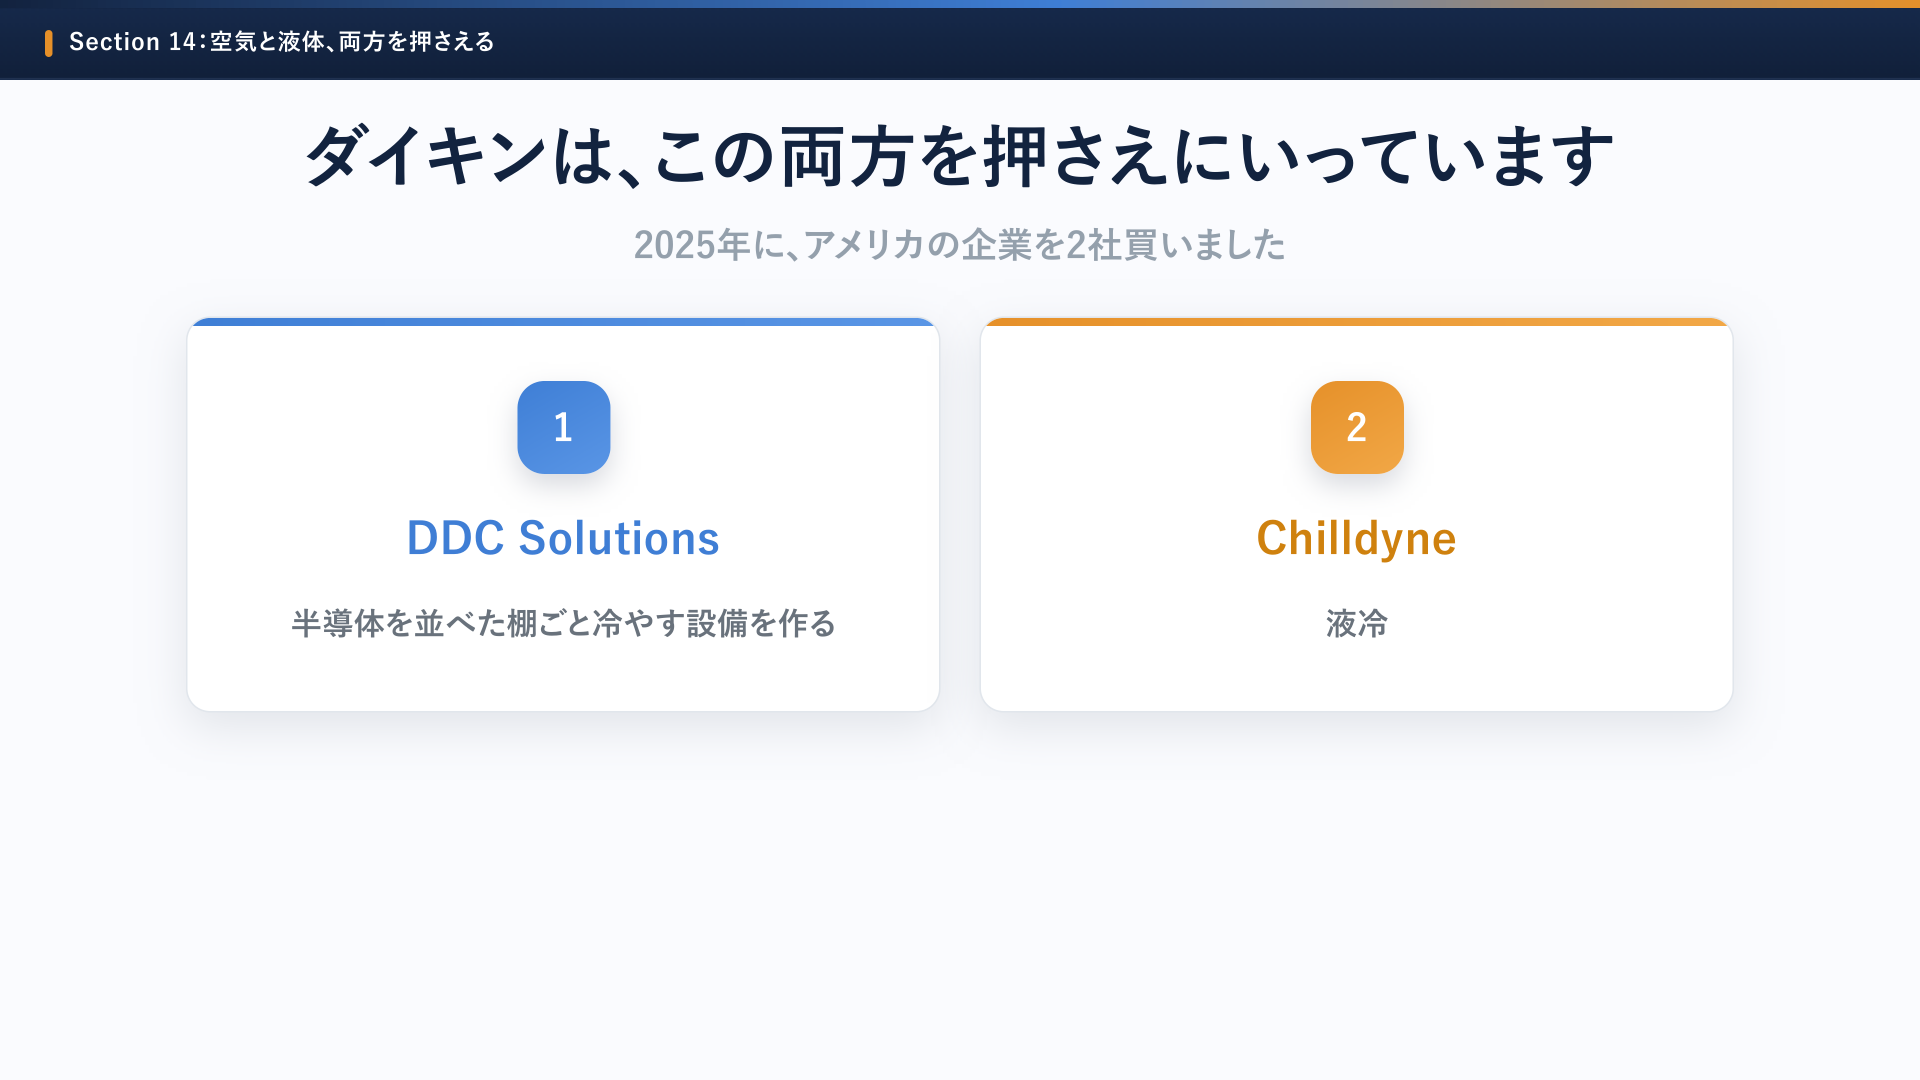 Section 14：空気と液体、両方を押さえる
ダイキンは、この両方を押さえにいっています
2025年に、アメリカの企業を2社買いました
1
DDC Solutions
半導体を並べた棚ごと冷やす設備を作る
2
Chilldyne
液冷